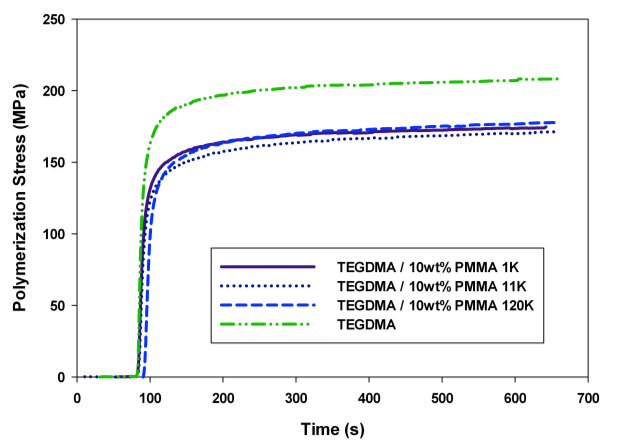 250
200
150
100
50
0
Polymerization Stress (MPa)
TEGDMA / 10wt% PMMA 1K
TEGDMA / 10wt% PMMA 11K
TEGDMA / 10wt% PMMA 120K
TEGDMA
0 100 200 300 400 500 600 700
Time (s)